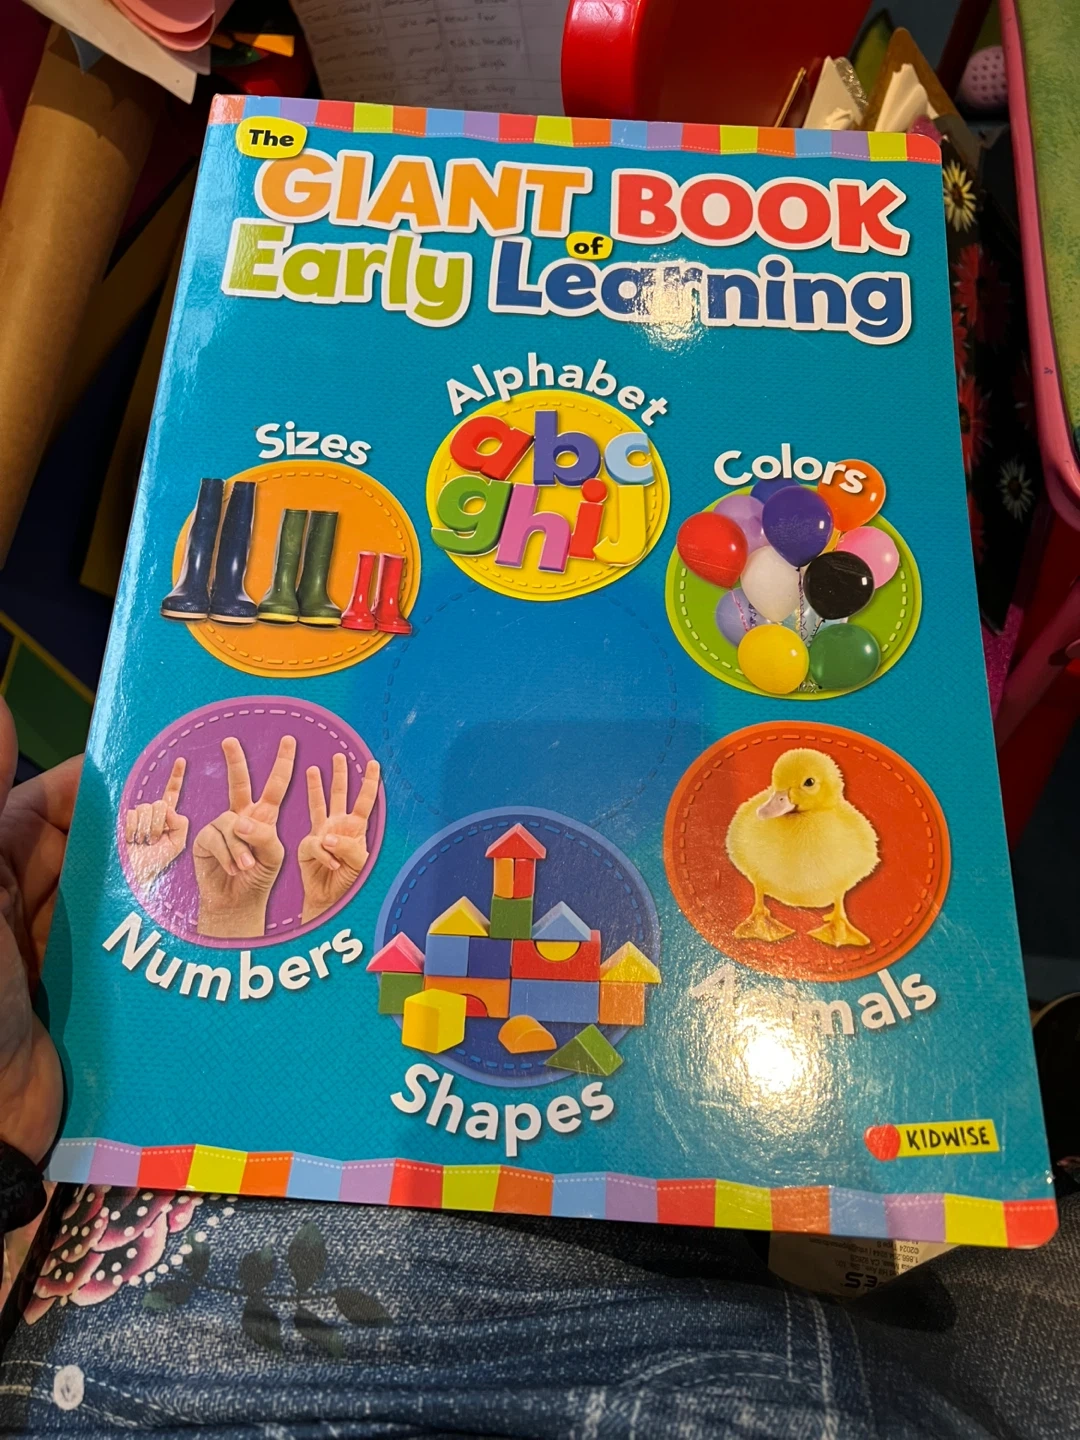 The
GIANT BOOK
of
Early Learning
Alphabet
abc
ghij
Sizes
Colors
Numbers
Animals
Shapes
KIDWISE